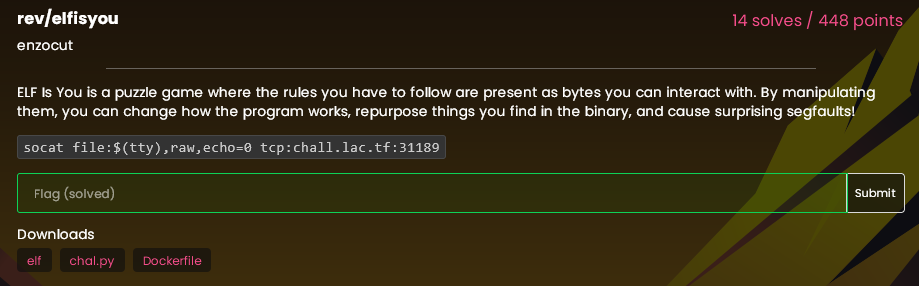 rev/elfisyou
14 solves / 448 points
enzocut
ELF Is You is a puzzle game where the rules you have to follow are present as bytes you can interact with. By manipulating
them, you can change how the program works, repurpose things you find in the binary, and cause surprising segfaults!
socat file:$(tty),raw,echo=0 tcp:chall.lac.tf:31189
Flag (solved)
Submit
Downloads
elf
chal.py
Dockerfile